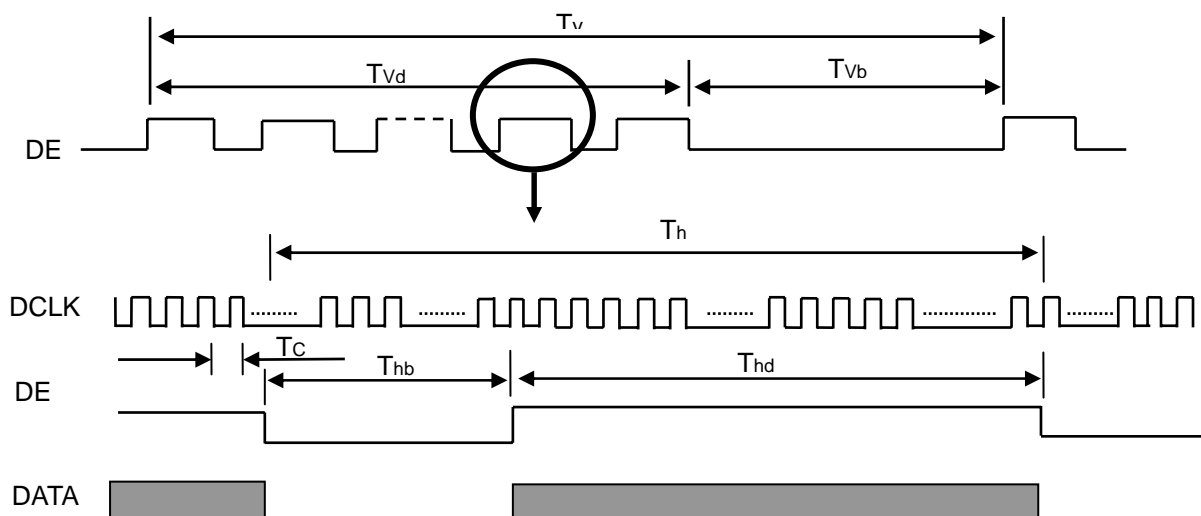 Tv
TVd
TVb
DE
Th
DCLK
TC
Thb
Thd
DE
DATA